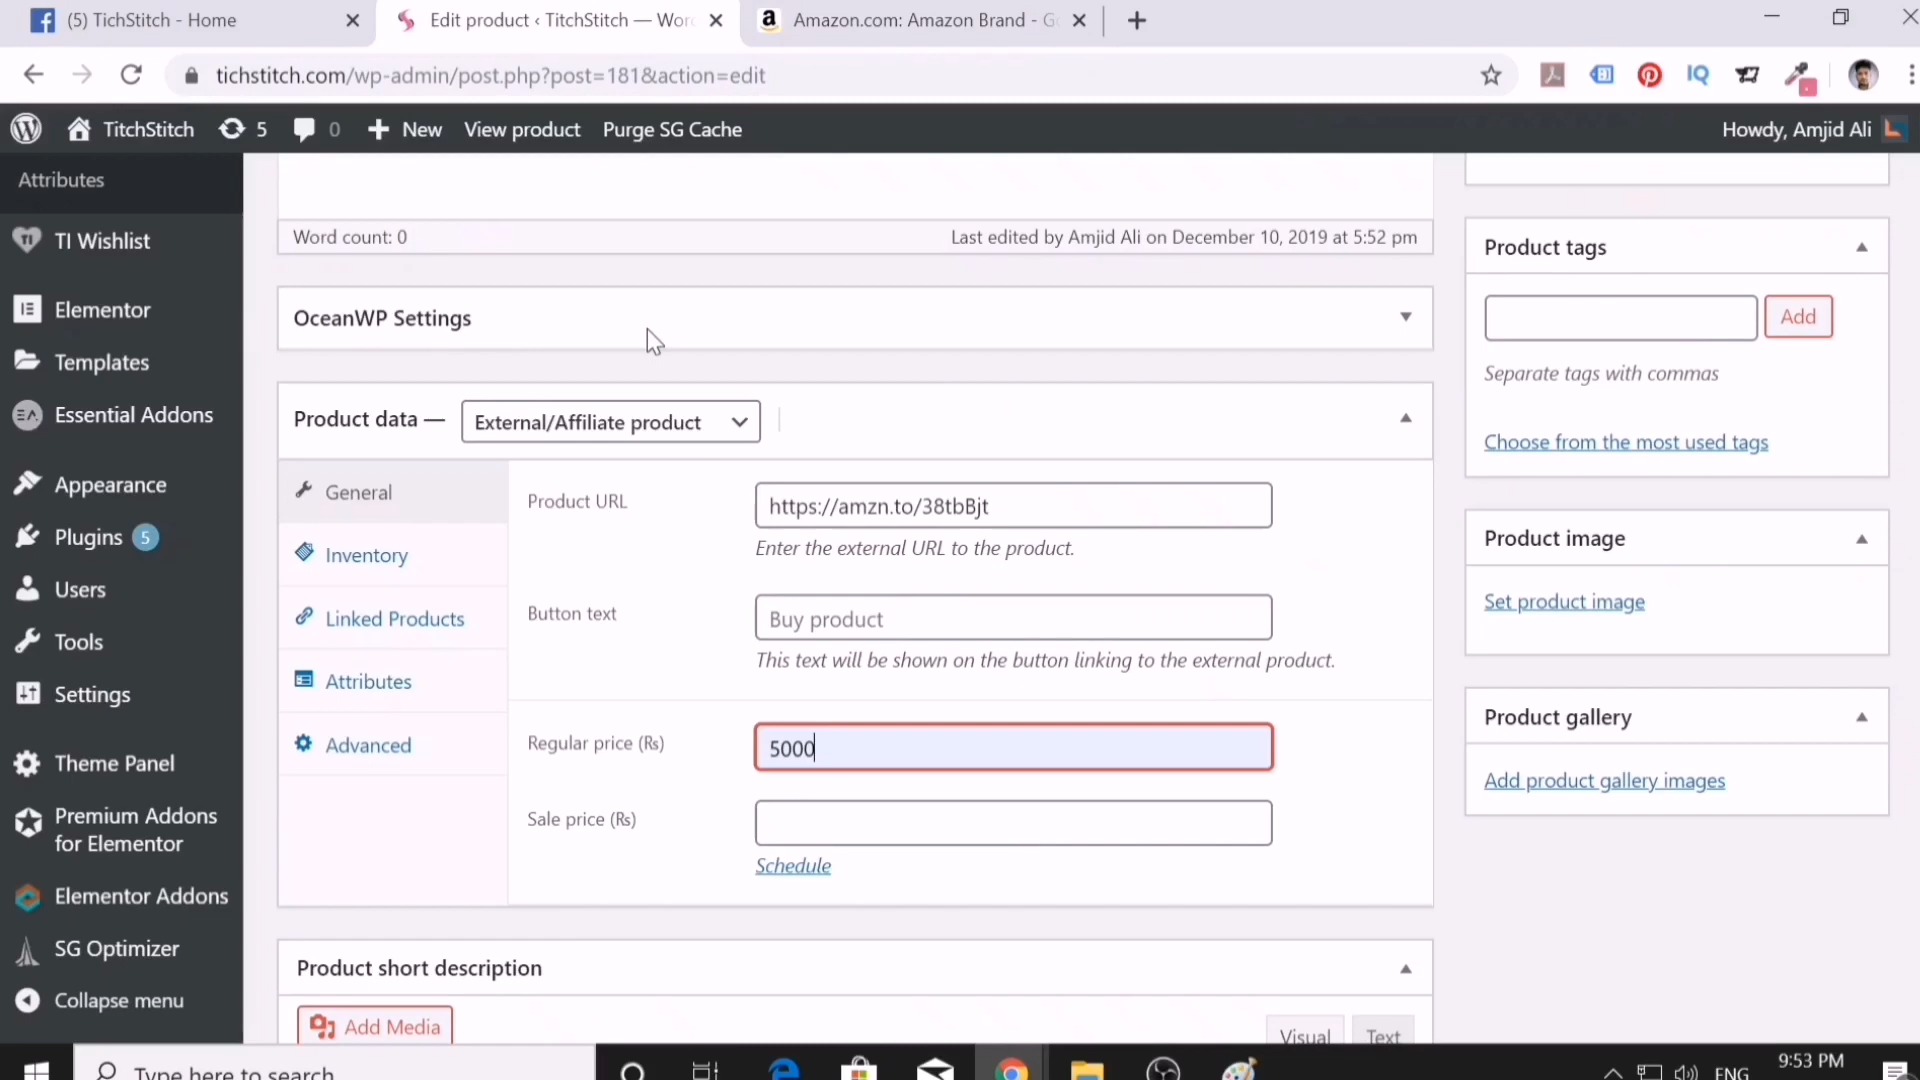 (5) TichStitch - Home
Edit product ‹ TitchStitch — Wor
Amazon.com: Amazon Brand - G
tichstitch.com/wp-admin/post.php?post=181&action=edit
TitchStitch 5 0 New View product Purge SG Cache
Howdy, Amjid Ali
Attributes
TI Wishlist
Elementor
Templates
Essential Addons
Appearance
Plugins 5
Users
Tools
Settings
Theme Panel
Premium Addons
for Elementor
Elementor Addons
SG Optimizer
Collapse menu
Word count: 0
Last edited by Amjid Ali on December 10, 2019 at 5:52 pm
OceanWP Settings
Product data —
External/Affiliate product
General
Inventory
Linked Products
Attributes
Advanced
Product URL
https://amzn.to/38tbBjt
Enter the external URL to the product.
Button text
Buy product
This text will be shown on the button linking to the external product.
Regular price (₨)
5000
Sale price (₨)
Schedule
Product short description
Add Media
Visual
Text
Product tags
Add
Separate tags with commas
Choose from the most used tags
Product image
Set product image
Product gallery
Add product gallery images
Type here to search
ENG
9:53 PM